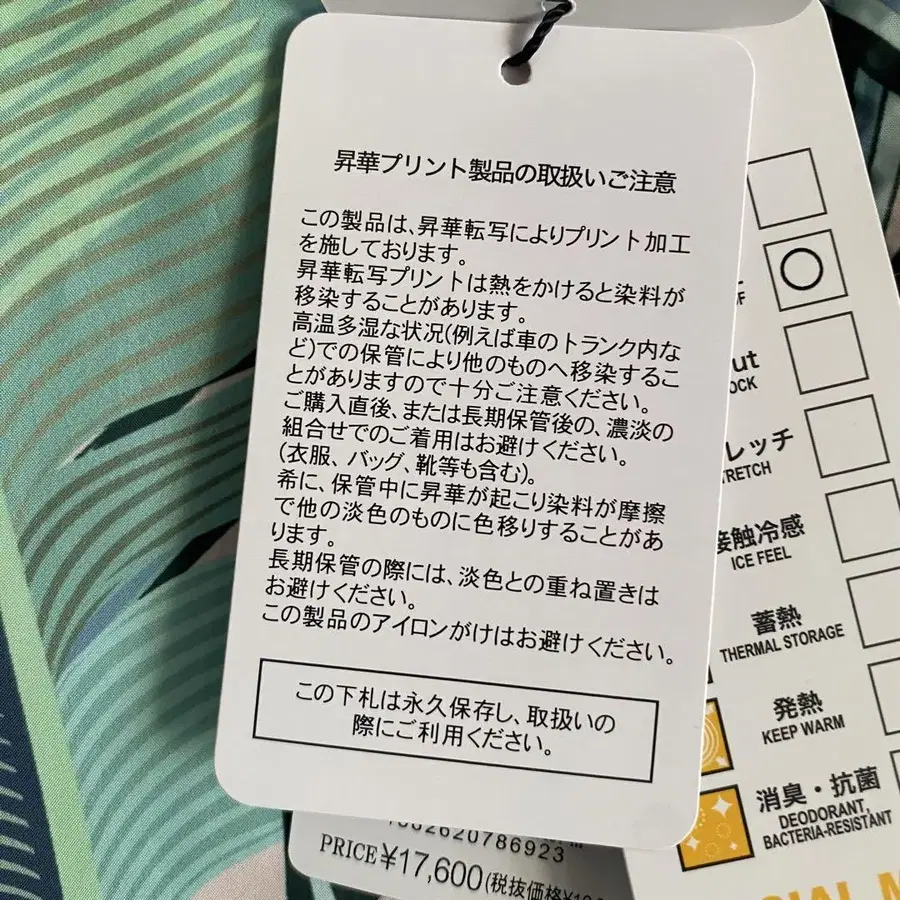 昇華プリント製品の取扱いご注意
この製品は、昇華転写によりプリント加工
を施しております。
昇華転写プリントは熱をかけると染料が
移染することがあります。
高温多湿な状況(例えば車のトランク内な
ど)での保管により他のものへ移染するこ
とがありますので十分ご注意ください。
ご購入直後、または長期保管後の、濃淡の
組合せでのご着用はお避けください。
(衣服、バッグ、靴等も含む)。
希に、保管中に昇華が起こり染料が摩擦
で他の淡色のものに色移りすることがあ
ります。
長期保管の際には、淡色との重ね置きは
お避けください。
この製品のアイロンがけはお避けください。
この下札は永久保存し、取扱いの
際にご利用ください。
PRICE¥17,600(税抜価格¥
レッチ
接触冷感
ICE FEEL
蓄熱
THERMAL STORAGE
発熱
KEEP WARM
消臭・抗菌
DEODORANT,
BACTERIA-RESISTANT